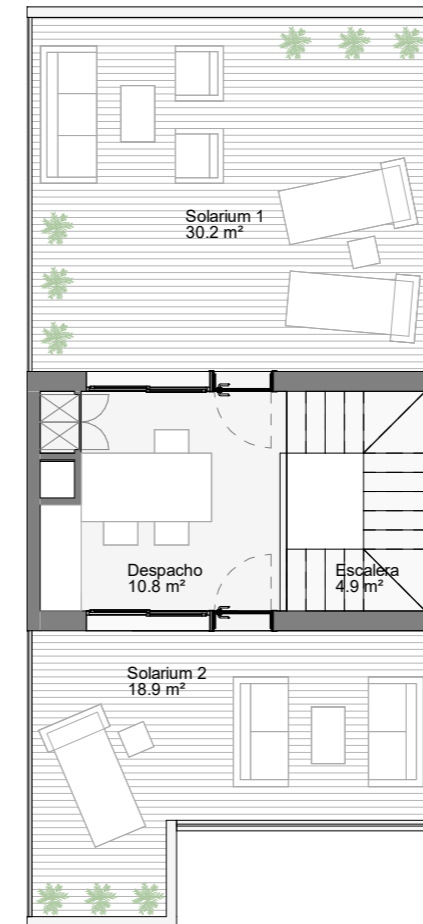 Solarium 1
30.2 m²
Despacho
10.8 m²
Escalera
4.9 m²
Solarium 2
18.9 m²